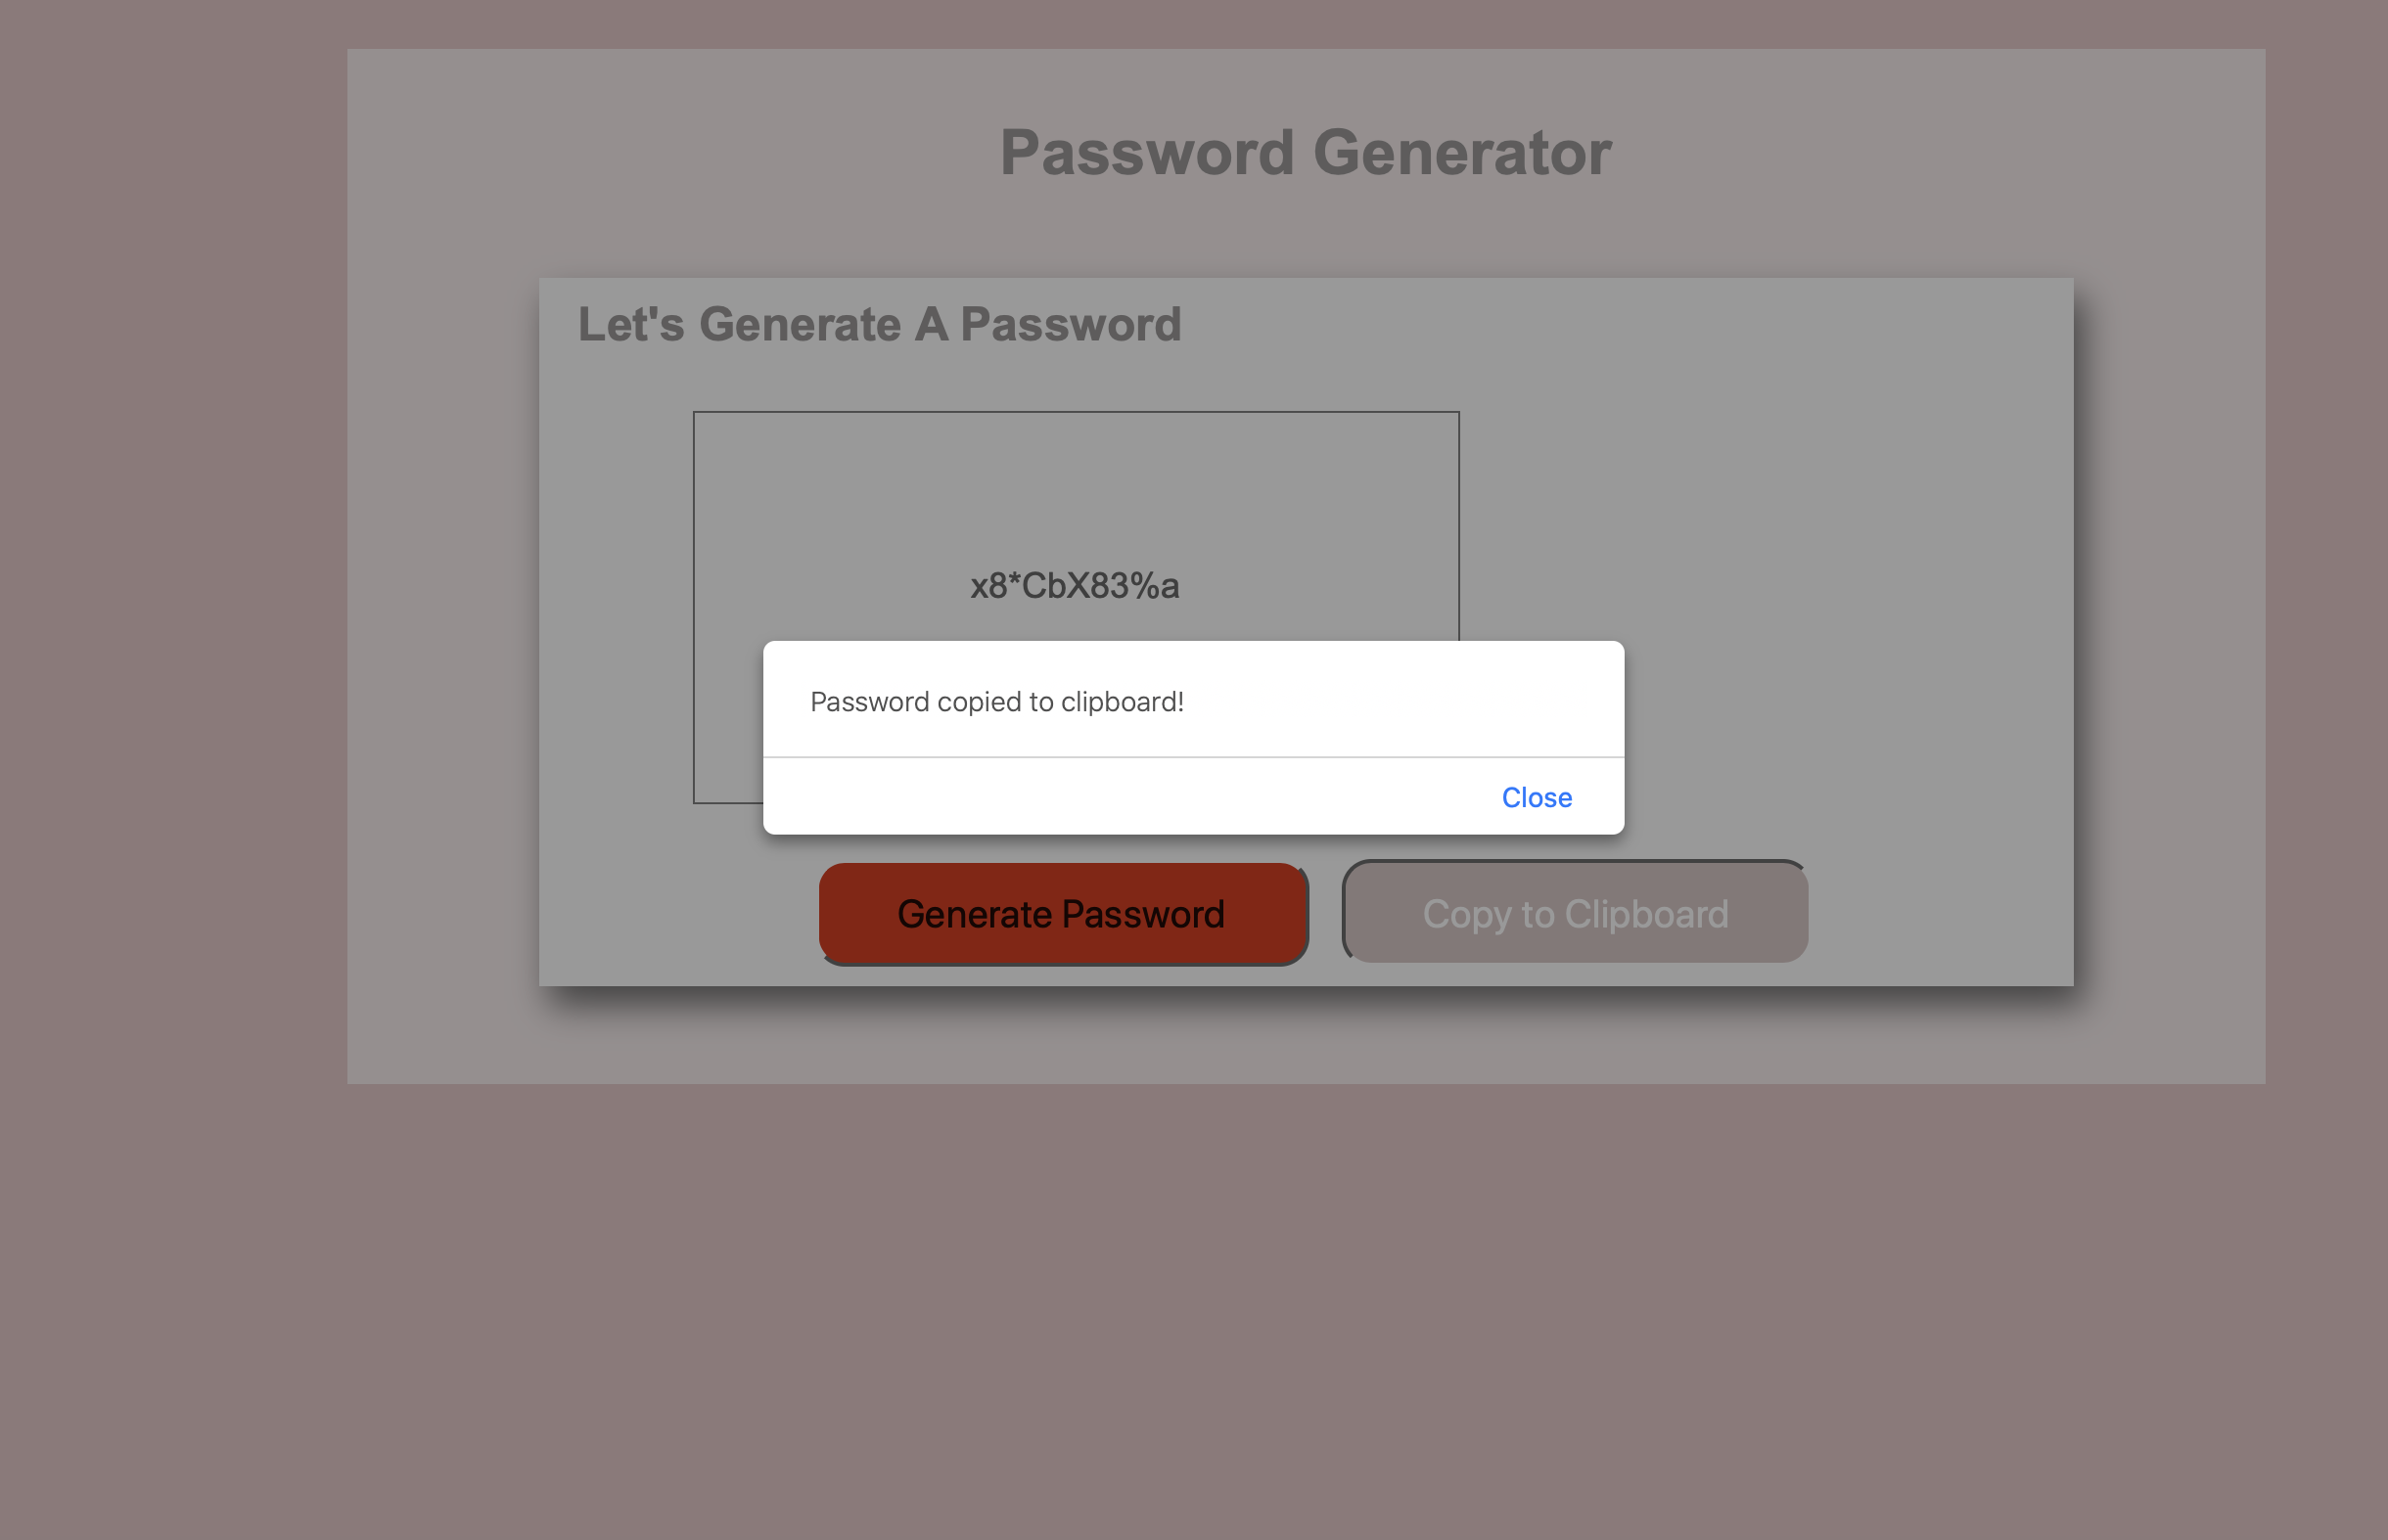 Password Generator
Let's Generate A Password
x8*CbX83%a
Password copied to clipboard!
Close
Generate Password
Copy to Clipboard